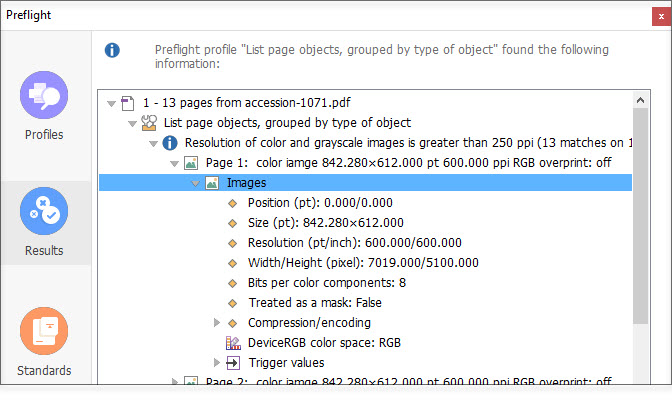 Preflight
x
Preflight profile "List page objects, grouped by type of object" found the following
information:
Profiles
Results
Standards
1 - 13 pages from accession-1071.pdf
List page objects, grouped by type of object
Resolution of color and grayscale images is greater than 250 ppi (13 matches on 1
Page 1: color iamge 842.280×612.000 pt 600.000 ppi RGB overprint: off
Images
Position (pt): 0.000/0.000
Size (pt): 842.280×612.000
Resolution (pt/inch): 600.000/600.000
Width/Height (pixel): 7019.000/5100.000
Bits per color components: 8
Treated as a mask: False
Compression/encoding
DeviceRGB color space: RGB
Trigger values
Page 2: color iamge 842.280×612.000 pt 600.000 ppi RGB overprint: off